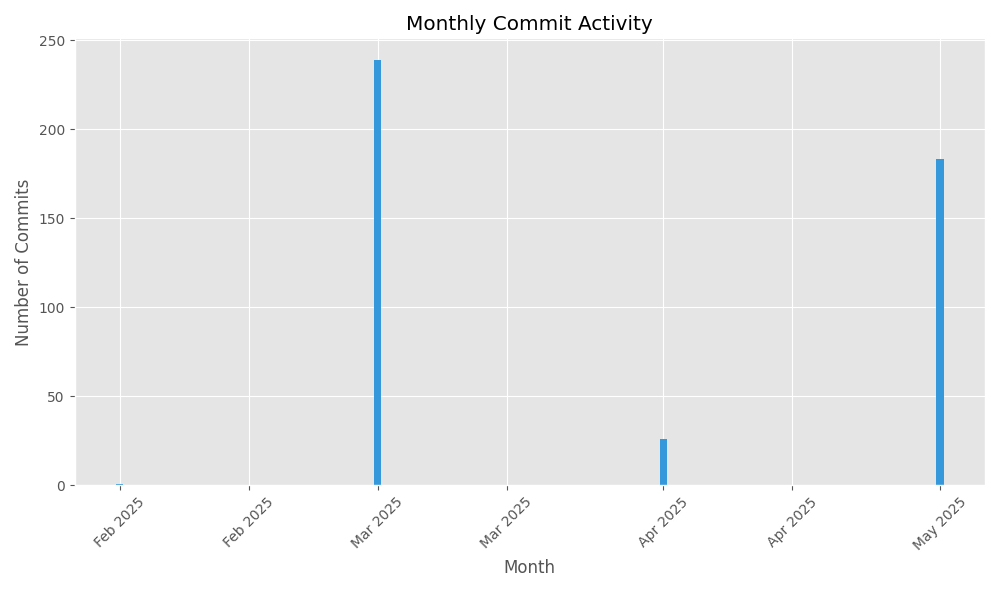 Monthly Commit Activity
Number of Commits
250
200
150
100
50
0
Feb 2025
Feb 2025
Mar 2025
Mar 2025
Apr 2025
Apr 2025
May 2025
Month